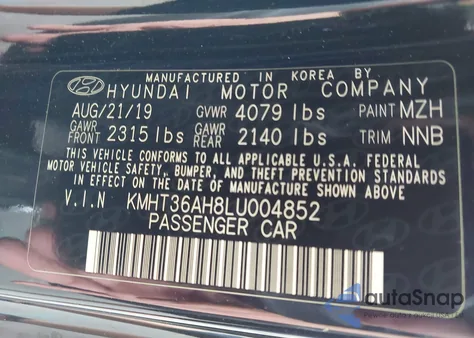 MANUFACTURED IN KOREA BY
HYUNDAI MOTOR COMPANY
AUG/21/19 GVWR 4079 lbs PAINT MZH
GAWR FRONT 2315 lbs GAWR REAR 2140 lbs TRIM NNB
THIS VEHICLE CONFORMS TO ALL APPLICABLE U.S.A. FEDERAL
MOTOR VEHICLE SAFETY, BUMPER, AND THEFT PREVENTION STANDARDS
IN EFFECT ON THE DATE OF MANUFACTURE SHOWN ABOVE.
V.I.N KMHT36AH8LU004852
PASSENGER CAR
autoSnap